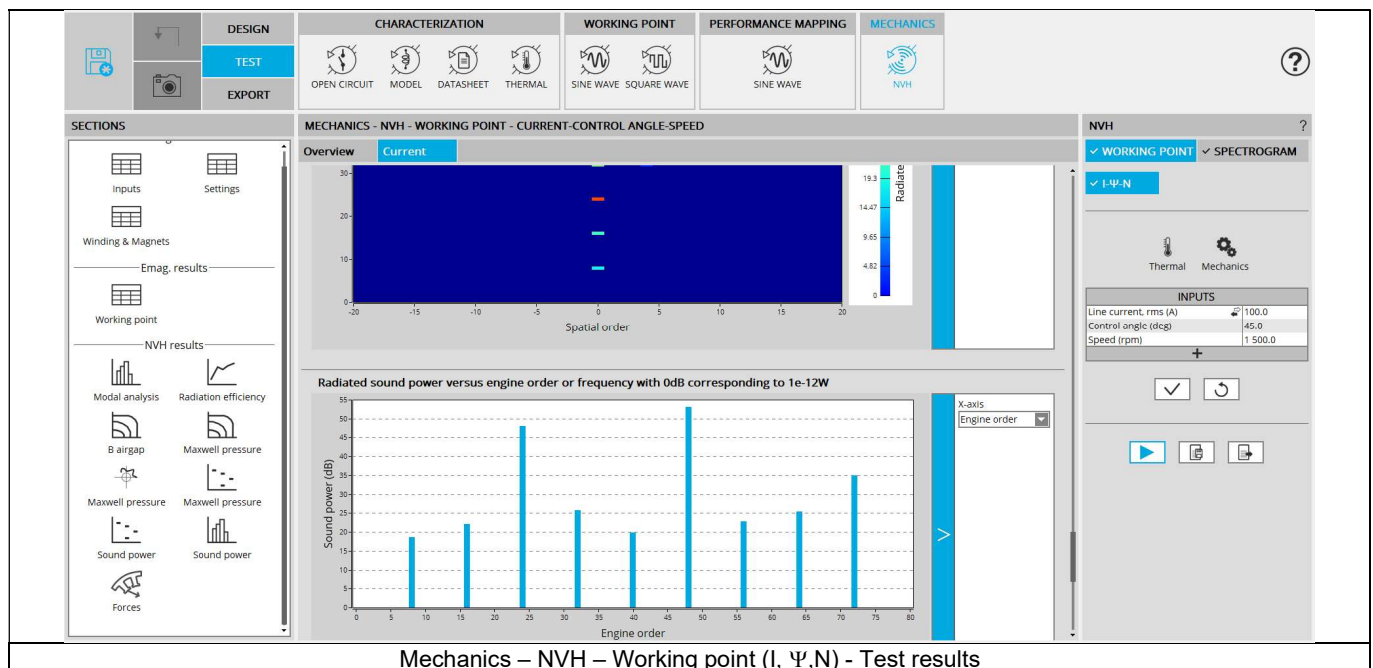 DESIGN
TEST
EXPORT
CHARACTERIZATION
OPEN CIRCUIT MODEL DATASHEET THERMAL
WORKING POINT
SINE WAVE SQUARE WAVE
PERFORMANCE MAPPING
SINE WAVE
MECHANICS
NVH
?
SECTIONS
Inputs Settings
Winding & Magnets
Emag. results
Working point
NVH results
Modal analysis Radiation efficiency
B airgap Maxwell pressure
Maxwell pressure Maxwell pressure
Sound power Sound power
Forces
MECHANICS - NVH - WORKING POINT - CURRENT-CONTROL ANGLE-SPEED
Overview Current
30
20
10
0
-20 -15 -10 -5 0 5 10 15 20
Spatial order
19.3
14.47
9.65
4.82
0
Radiate
Radiated sound power versus engine order or frequency with 0dB corresponding to 1e-12W
Sound power (dB)
55
45
40
35
30
25
20
15
10
5
0
0 5 10 15 20 25 30 35 40 45 50 55 60 65 70 75 80
Engine order
>
X-axis
Engine order
NVH ?
WORKING POINT SPECTROGRAM
I-Ψ-N
Thermal Mechanics
INPUTS
Line current, rms (A) 100.0
Control angle (deg) 45.0
Speed (rpm) 1 500.0
+
Mechanics – NVH – Working point (I, Ψ,N) - Test results